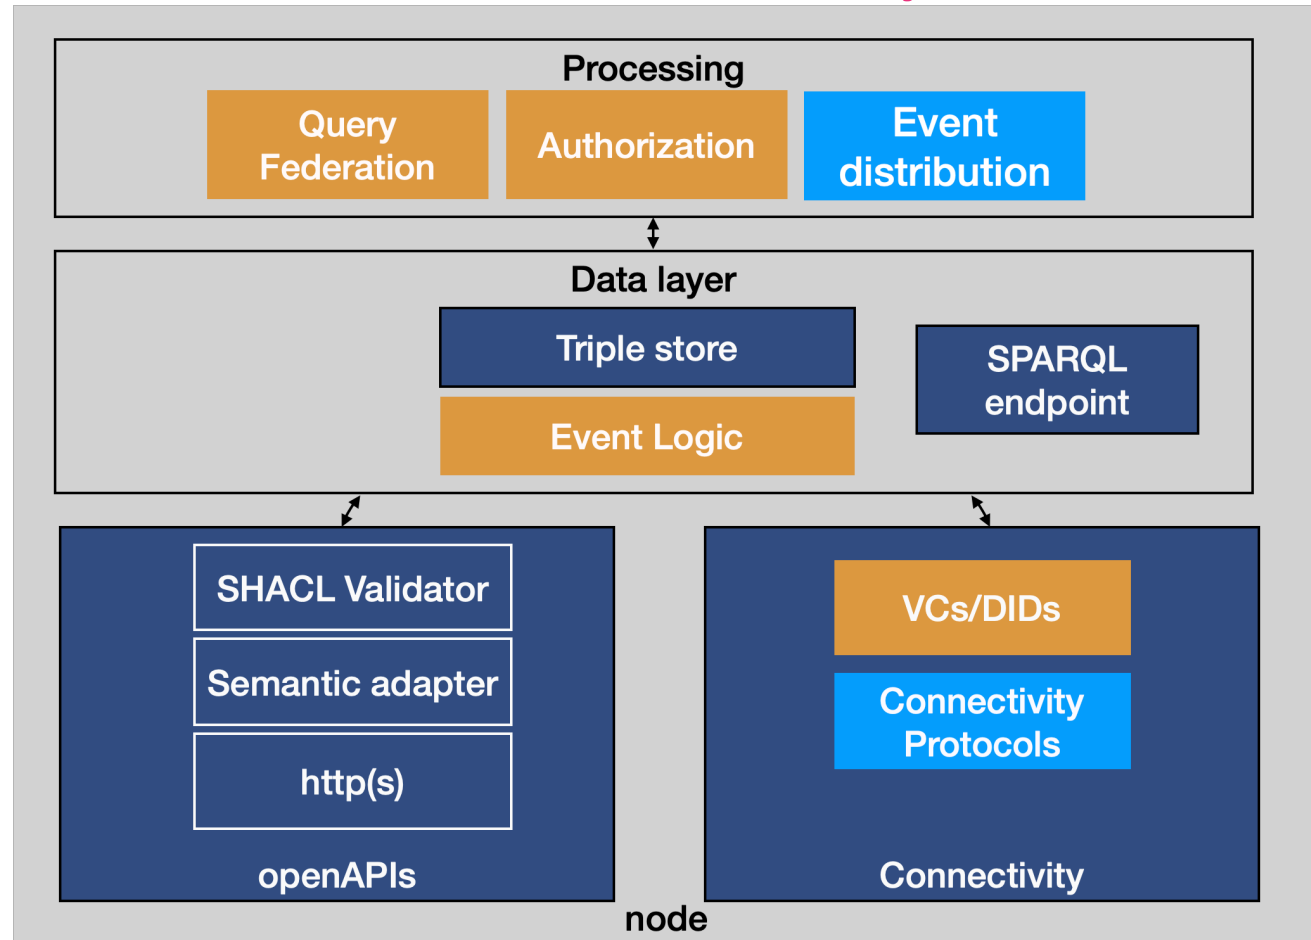 Processing
Query
Federation
Authorization
Event
distribution
Data layer
Triple store
Event Logic
SPARQL
endpoint
SHACL Validator
Semantic adapter
http(s)
openAPIs
VCs/DIDs
Connectivity
Protocols
Connectivity
node